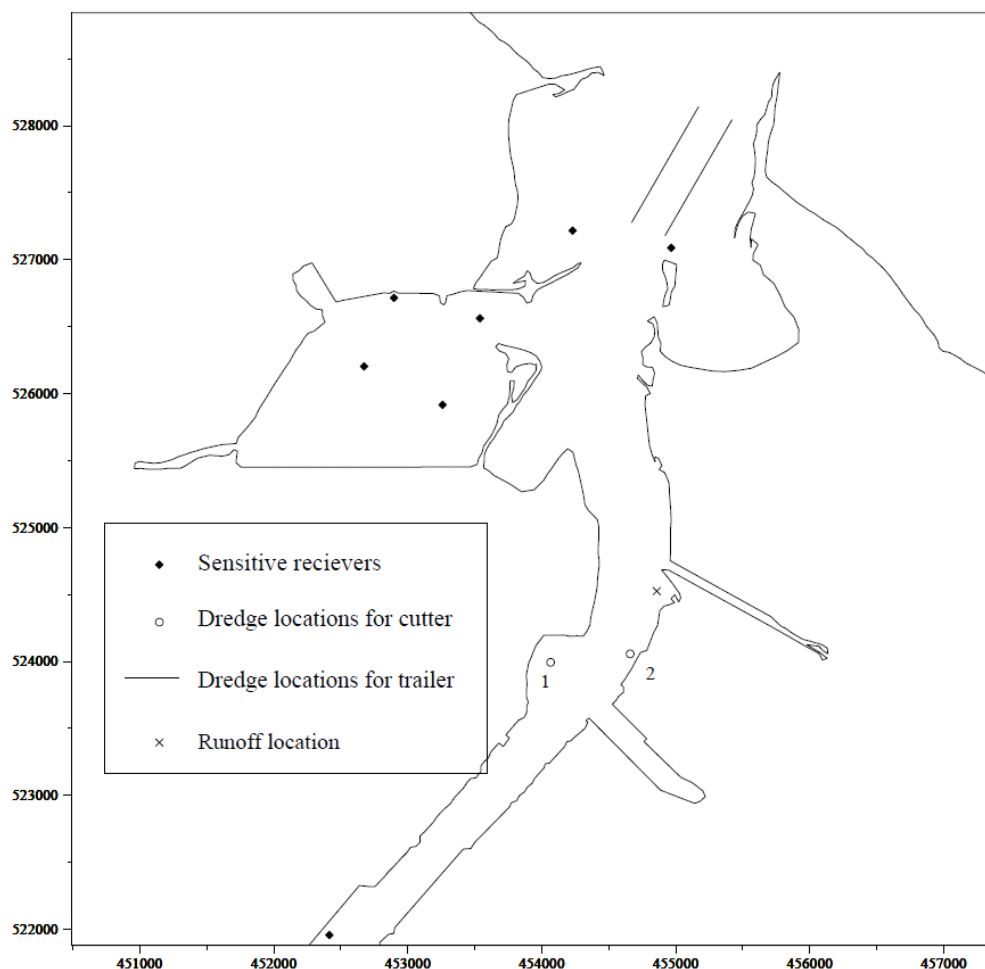 528000
527000
526000
525000
524000
523000
522000
Sensitive recievers
Dredge locations for cutter
Dredge locations for trailer
Runoff location
1
2
451000 452000 453000 454000 455000 456000 457000